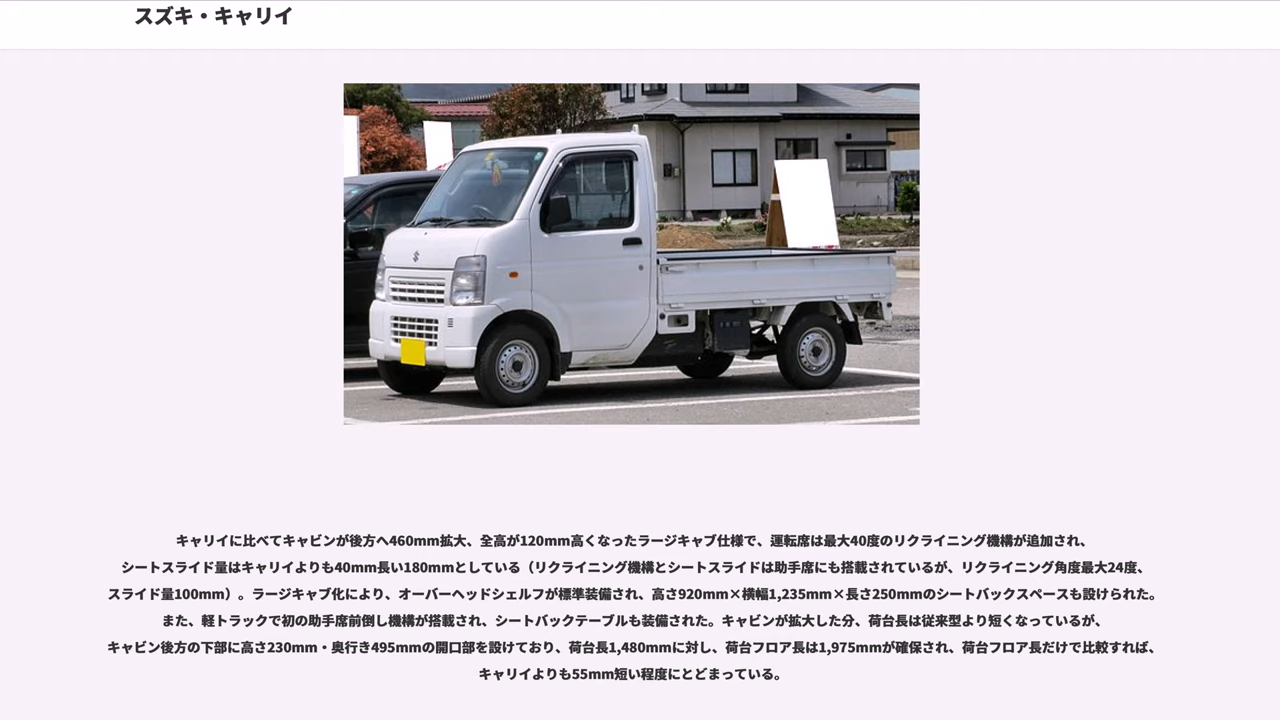 スズキ・キャリイ
キャリイに比べてキャビンが後方へ460mm拡大、全高が120mm高くなったラージキャブ仕様で、運転席は最大40度のリクライニング機構が追加され、
シートスライド量はキャリイよりも40mm長い180mmとしている（リクライニング機構とシートスライドは助手席にも搭載されているが、リクライニング角度最大24度、
スライド量100mm）。ラージキャブ化により、オーバーヘッドシェルフが標準装備され、高さ920mm×横幅1,235mm×長さ250mmのシートバックスペースも設けられた。
また、軽トラックで初の助手席前倒し機構が搭載され、シートバックテーブルも装備された。キャビンが拡大した分、荷台長は従来型より短くなっているが、
キャビン後方の下部に高さ230mm・奥行き495mmの開口部を設けており、荷台長1,480mmに対し、荷台フロア長は1,975mmが確保され、荷台フロア長だけで比較すれば、
キャリイよりも55mm短い程度にとどまっている。